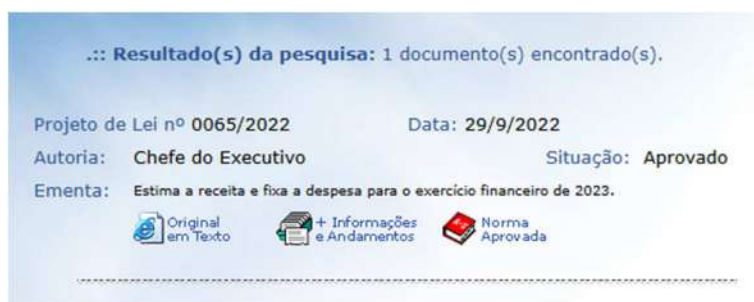 .:: Resultado(s) da pesquisa: 1 documento(s) encontrado(s).
Projeto de Lei nº 0065/2022 Data: 29/9/2022
Autoria: Chefe do Executivo Situação: Aprovado
Ementa: Estima a receita e fixa a despesa para o exercício financeiro de 2023.
Original em Texto
+ Informações e Andamentos
Norma Aprovada